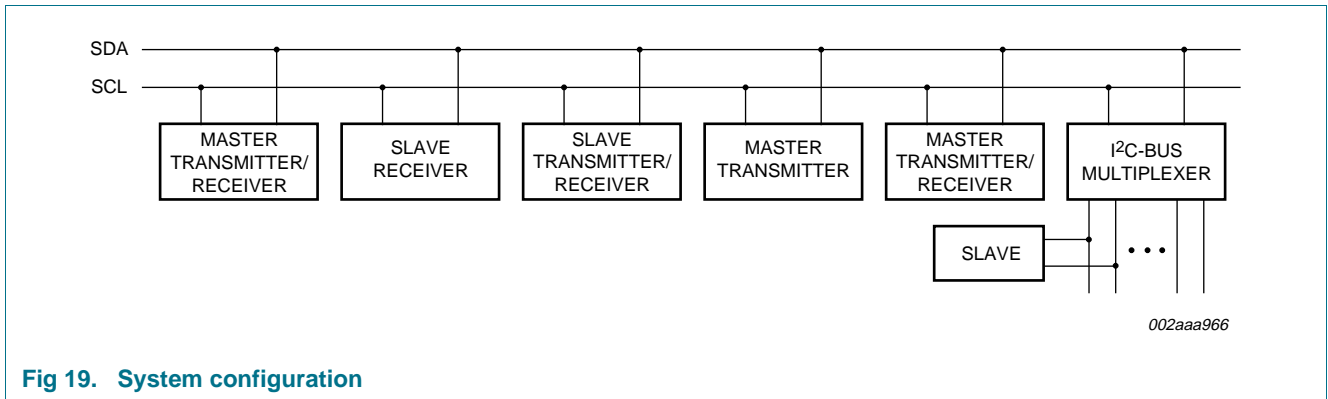 SDA
SCL
MASTER
TRANSMITTER/
RECEIVER
SLAVE
RECEIVER
SLAVE
TRANSMITTER/
RECEIVER
MASTER
TRANSMITTER
MASTER
TRANSMITTER/
RECEIVER
I²C-BUS
MULTIPLEXER
SLAVE
002aaa966
Fig 19. System configuration